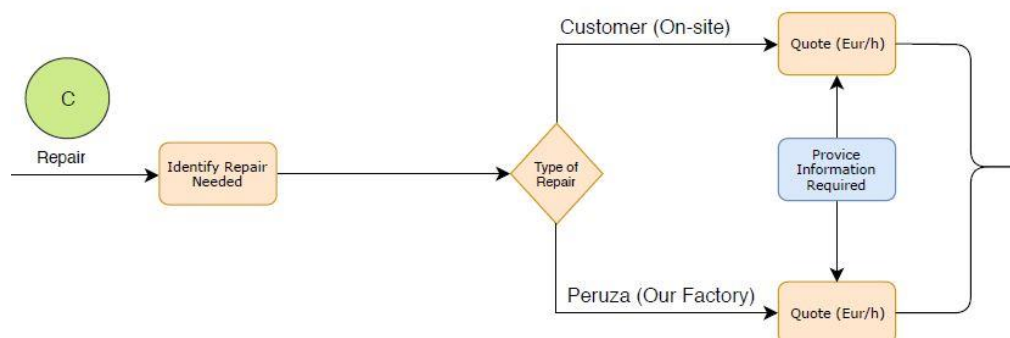 C
Repair
Identify Repair
Needed
Type of
Repair
Customer (On-site)
Quote (Eur/h)
Provice
Information
Required
Peruza (Our Factory)
Quote (Eur/h)